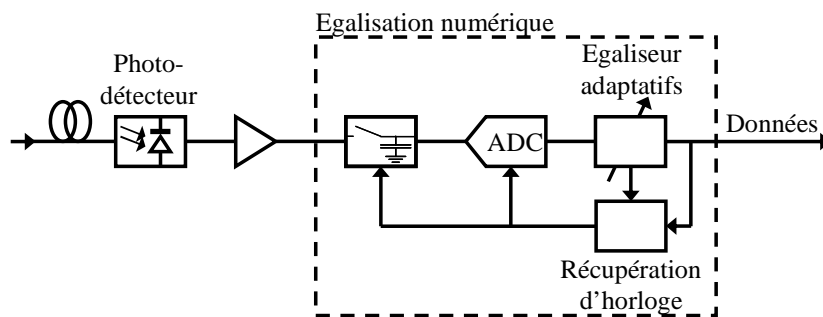 Egalisation numérique
Photo-
détecteur
Egaliseur
adaptatifs
ADC
Données
Récupération
d’horloge